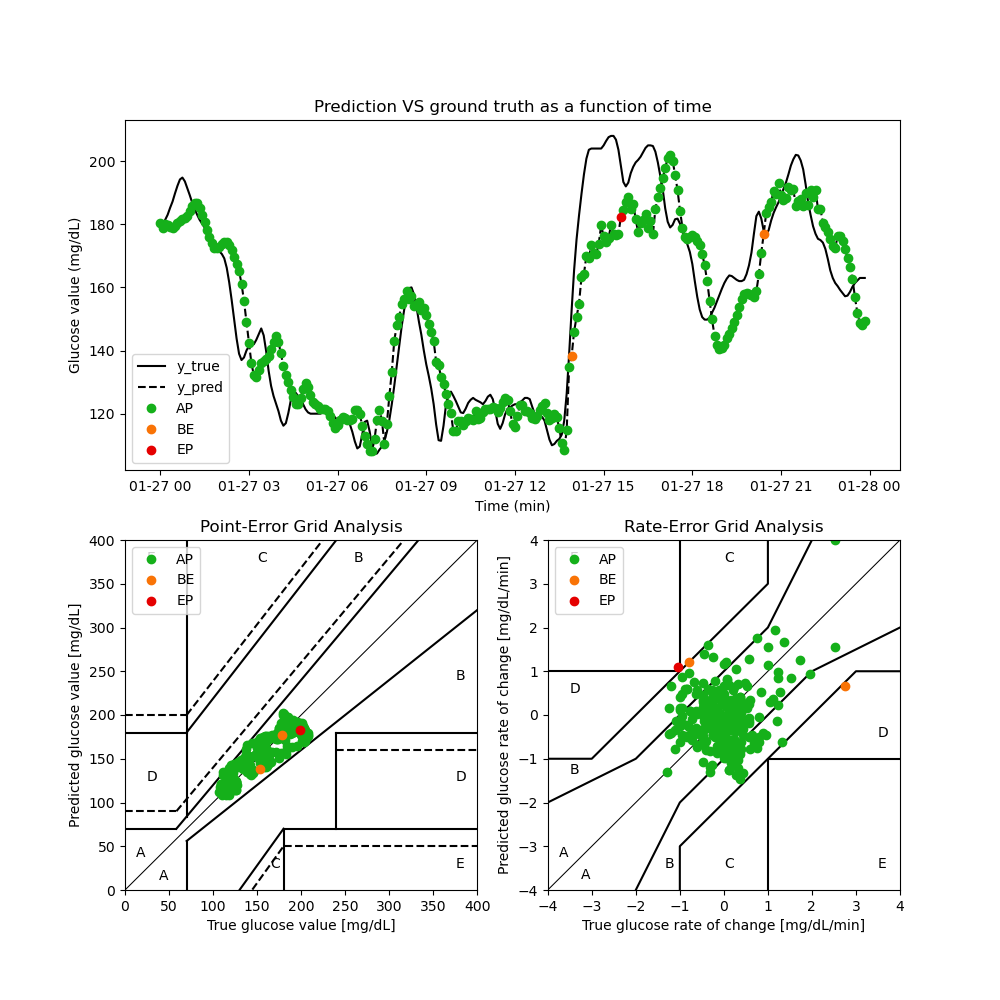 Prediction VS ground truth as a function of time
Glucose value (mg/dL)
200
180
160
140
120
y_true
y_pred
AP
BE
EP
01-27 00 01-27 03 01-27 06 01-27 09 01-27 12 01-27 15 01-27 18 01-27 21 01-28 00
Time (min)
Point-Error Grid Analysis
Predicted glucose value [mg/dL]
400
350
300
250
200
150
100
50
0
AP
BE
EP
C
B
B
D
D
A
A
C
E
0 50 100 150 200 250 300 350 400
True glucose value [mg/dL]
Rate-Error Grid Analysis
Predicted glucose rate of change [mg/dL/min]
4
3
2
1
0
−1
−2
−3
−4
AP
BE
EP
C
D
D
B
A
A
B
C
E
−4 −3 −2 −1 0 1 2 3 4
True glucose rate of change [mg/dL/min]